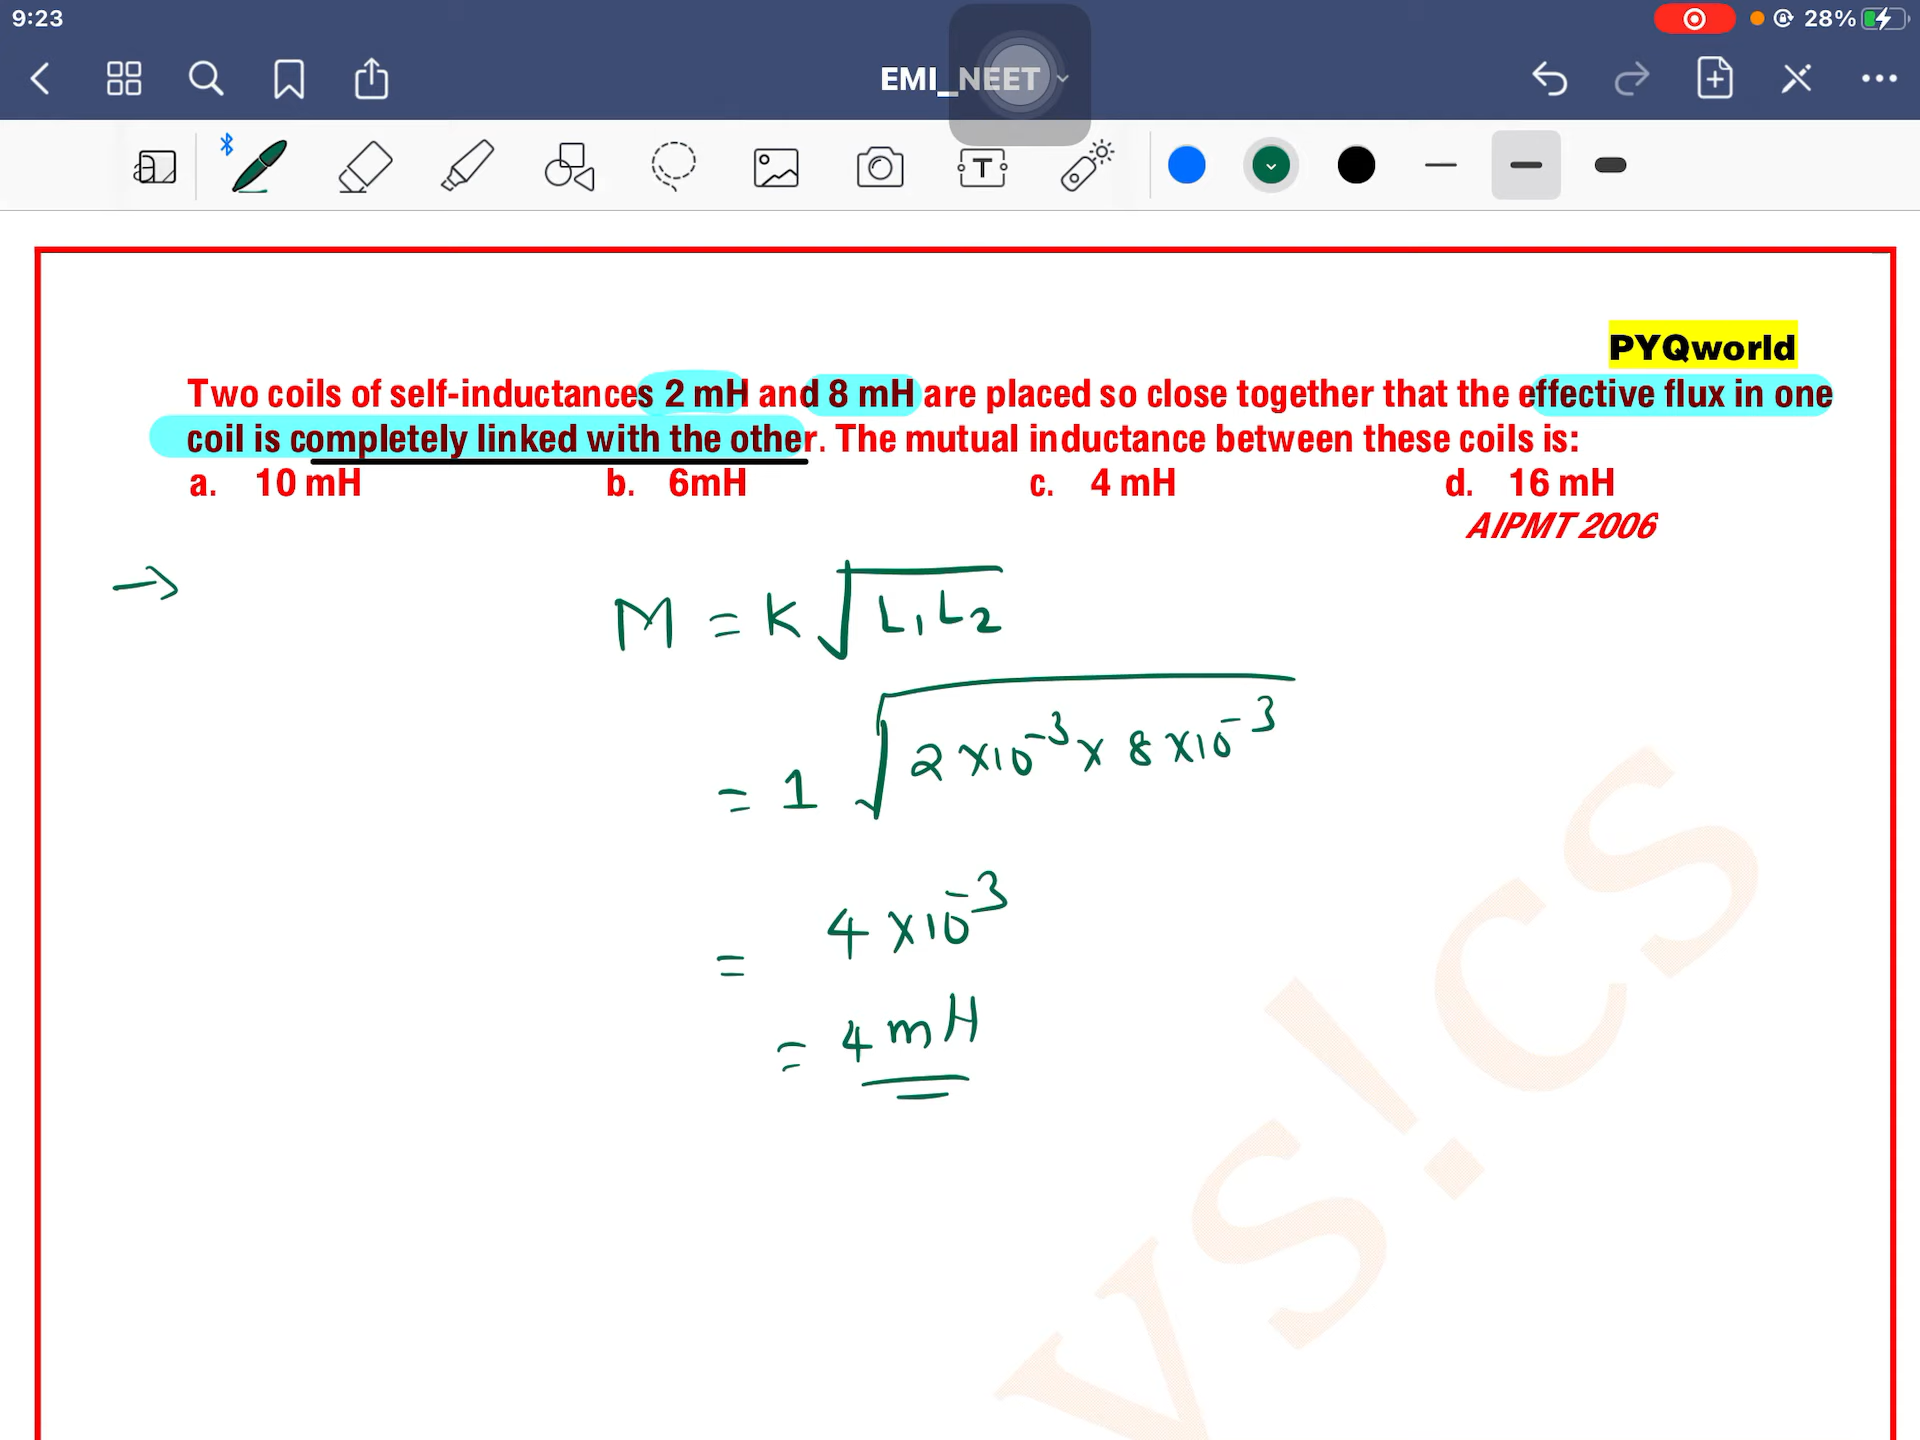 9:23
28%
EMI_NEET
T
PYQworld
Two coils of self-inductances 2 mH and 8 mH are placed so close together that the effective flux in one
coil is completely linked with the other. The mutual inductance between these coils is:
a. 10 mH b. 6mH c. 4 mH d. 16 mH
AIPMT 2006
→ M = K √L₁L₂
= 1 √2 ×10⁻³ × 8 ×10⁻³
= 4 ×10⁻³
= 4 mH
vs!cs